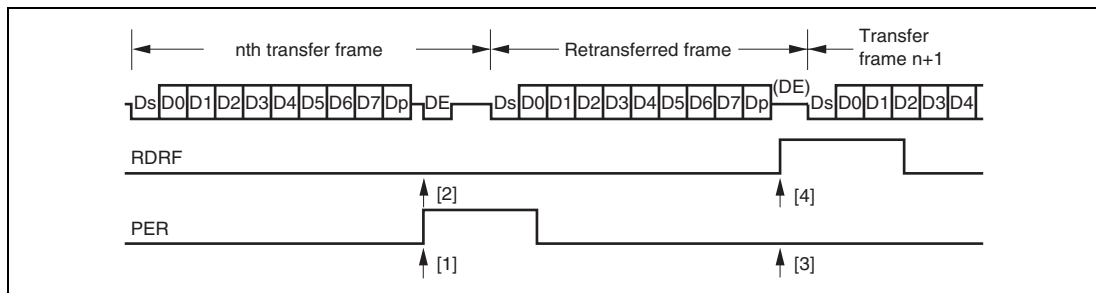 nth transfer frame Retransferred frame Transfer
frame n+1
Ds D0 D1 D2 D3 D4 D5 D6 D7 Dp DE Ds D0 D1 D2 D3 D4 D5 D6 D7 Dp (DE) Ds D0 D1 D2 D3 D4
RDRF
[2] [4]
PER
[1] [3]